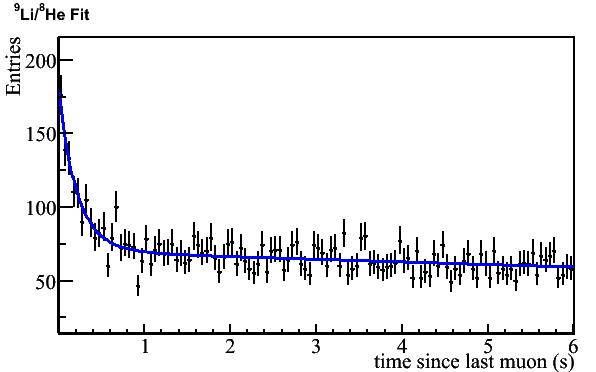 ⁹Li/⁸He Fit
Entries
200
150
100
50
1 2 3 4 5 6
time since last muon (s)